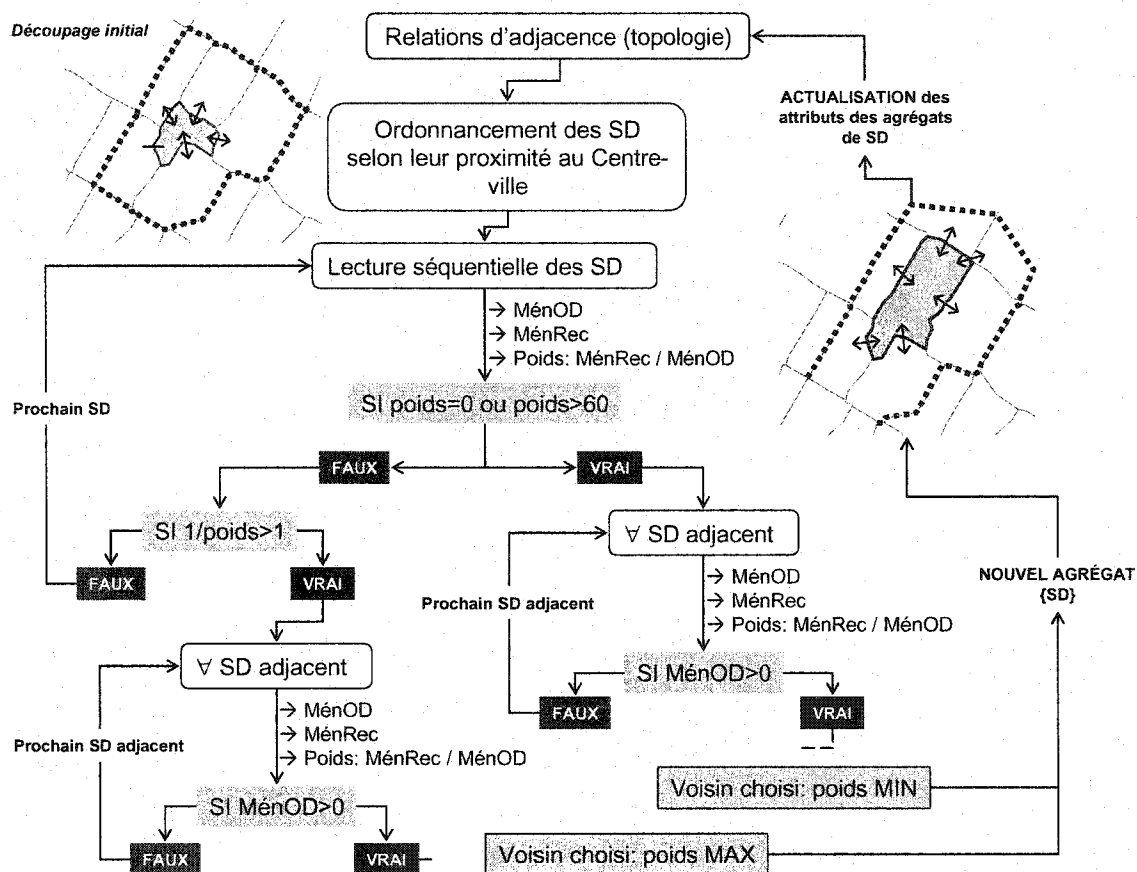 Découpage initial
Relations d'adjacence (topologie)
ACTUALISATION des
attributs des agrégats
de SD
Ordonnancement des SD
selon leur proximité au Centre-
ville
Lecture séquentielle des SD
→ MénOD
→ MénRec
→ Poids: MénRec / MénOD
Prochain SD
SI poids=0 ou poids>60
FAUX
VRAI
SI 1/poids>1
∀ SD adjacent
FAUX
VRAI
Prochain SD adjacent
→ MénOD
→ MénRec
→ Poids: MénRec / MénOD
NOUVEL AGRÉGAT
{SD}
∀ SD adjacent
SI MénOD>0
FAUX
VRAI
→ MénOD
→ MénRec
→ Poids: MénRec / MénOD
Prochain SD adjacent
Voisin choisi: poids MIN
SI MénOD>0
FAUX
VRAI
Voisin choisi: poids MAX